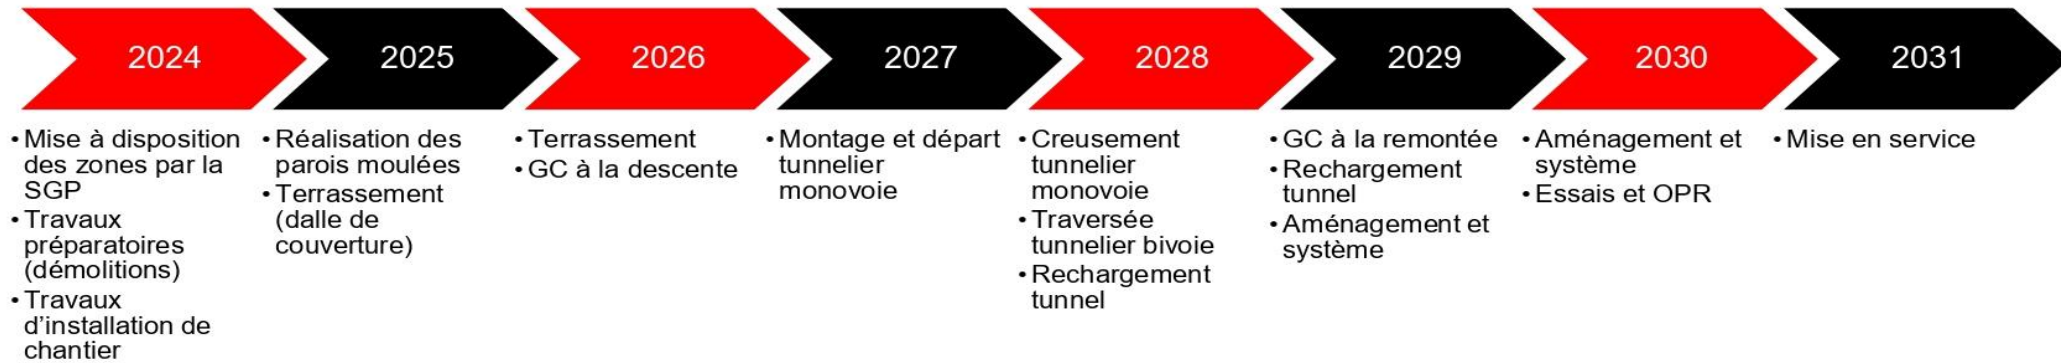 2024
2025
2026
2027
2028
2029
2030
2031
• Mise à disposition
des zones par la
SGP
• Travaux
préparatoires
(démolitions)
• Travaux
d'installation de
chantier
• Réalisation des
parois moulées
• Terrassement
(dalle de
couverture)
• Terrassement
• GC à la descente
• Montage et départ
tunnelier
monovoie
• Creusement
tunnelier
monovoie
• Traversée
tunnelier bivoie
• Rechargement
tunnel
• GC à la remontée
• Rechargement
tunnel
• Aménagement et
système
• Aménagement et
système
• Essais et OPR
• Mise en service